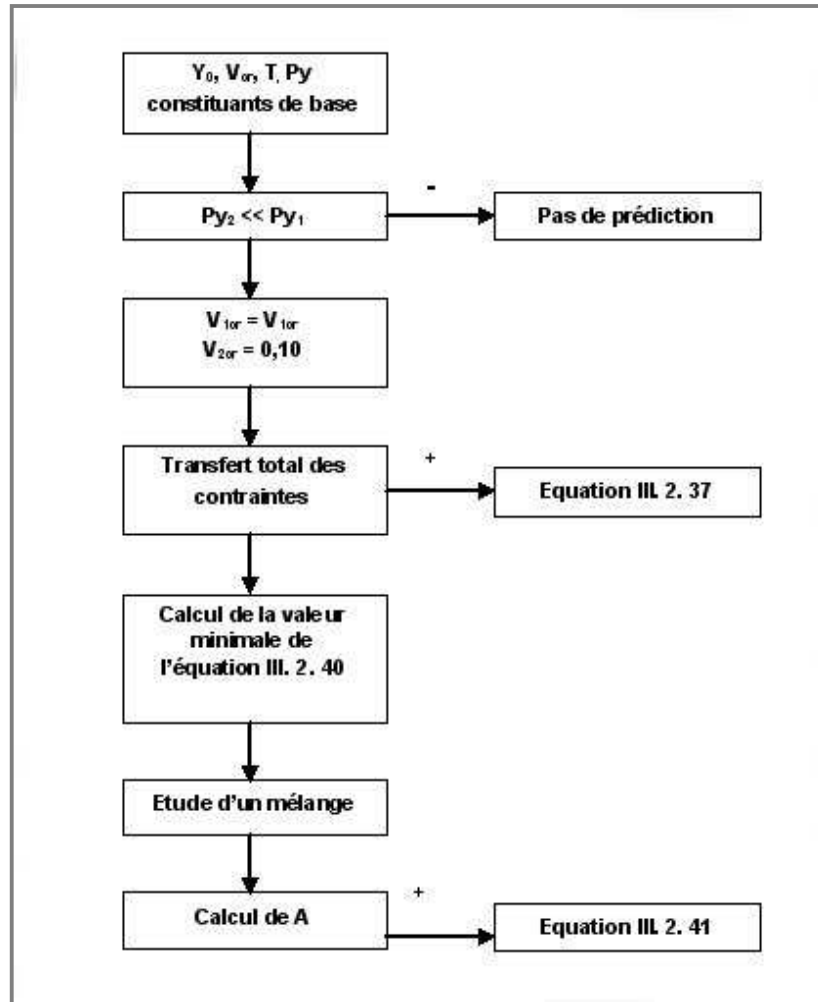 Y₀, Vₒᵣ, T, Py
constituants de base
-
Py₂ << Py₁
Pas de prédiction
V₁ₒᵣ = V₁ₒᵣ
V₂ₒᵣ = 0,10
Transfert total des
contraintes
+
Equation III. 2. 37
Calcul de la valeur
minimale de
l'équation III. 2. 40
Etude d'un mélange
Calcul de A
+
Equation III. 2. 41